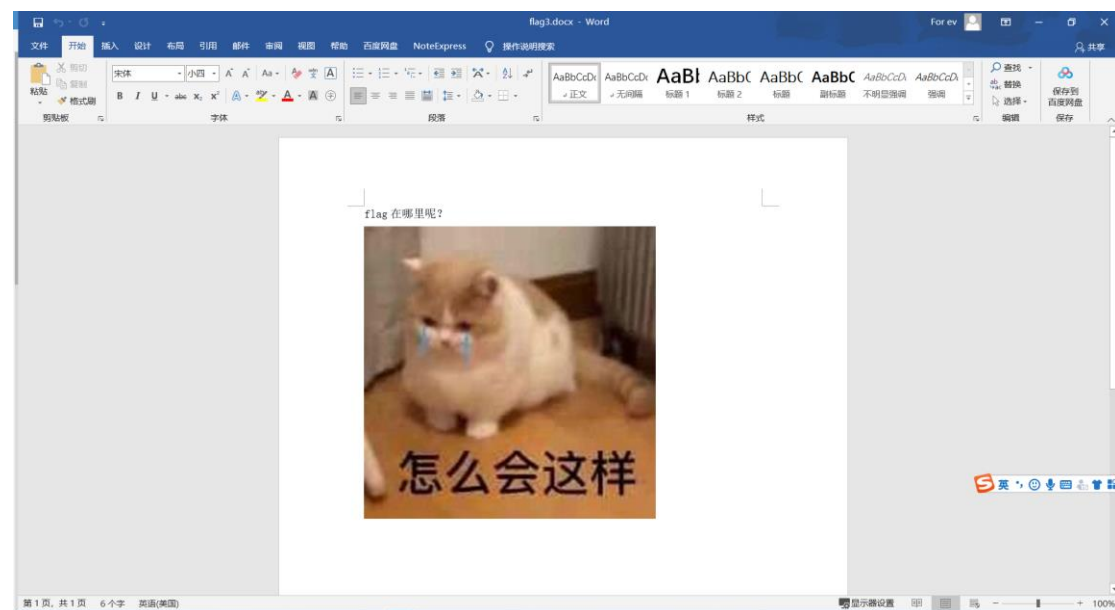 flag3.docx - Word
For ev
文件 开始 插入 设计 布局 引用 邮件 审阅 视图 帮助 百度网盘 NoteExpress 操作说明搜索
共享
剪切
复制
粘贴
格式刷
宋体 小四
AaBbCcDc AaBbCcDc AaBl AaBbC AaBbC AaBbC AaBbCcDc AaBbCcDc
正文 无间隔 标题 1 标题 2 标题 副标题 不明显强调 强调
查找
替换
选择
保存到
百度网盘
剪贴板 字体 段落 样式 编辑 保存
flag 在哪里呢?
怎么会这样
英
第 1 页,共 1 页 6 个字 英语(美国)
显示器设置
100%